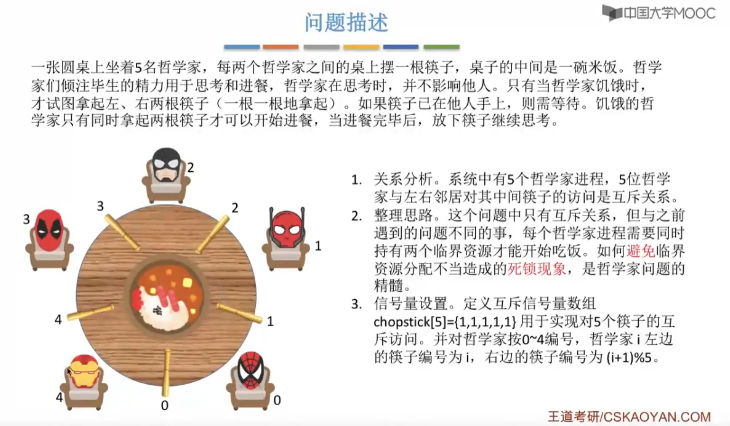 问题描述
中国大学MOOC
一张圆桌上坐着5名哲学家，每两个哲学家之间的桌上摆一根筷子，桌子的中间是一碗米饭。哲学
家们倾注毕生的精力用于思考和进餐，哲学家在思考时，并不影响他人。只有当哲学家饥饿时，
才试图拿起左、右两根筷子（一根一根地拿起）。如果筷子已在他人手上，则需等待。饥饿的哲
学家只有同时拿起两根筷子才可以开始进餐，当进餐完毕后，放下筷子继续思考。
2
3
2
3
1
4
1
4
0
0
1. 关系分析。系统中有5个哲学家进程，5位哲学
家与左右邻居对其中间筷子的访问是互斥关系。
2. 整理思路。这个问题中只有互斥关系，但与之前
遇到的问题不同的事，每个哲学家进程需要同时
持有两个临界资源才能开始吃饭。如何避免临界
资源分配不当造成的死锁现象，是哲学家问题的
精髓。
3. 信号量设置。定义互斥信号量数组
chopstick[5]={1,1,1,1,1} 用于实现对5个筷子的互
斥访问。并对哲学家按0~4编号，哲学家 i 左边
的筷子编号为 i，右边的筷子编号为 (i+1)%5。
王道考研/CSKAOYAN.COM